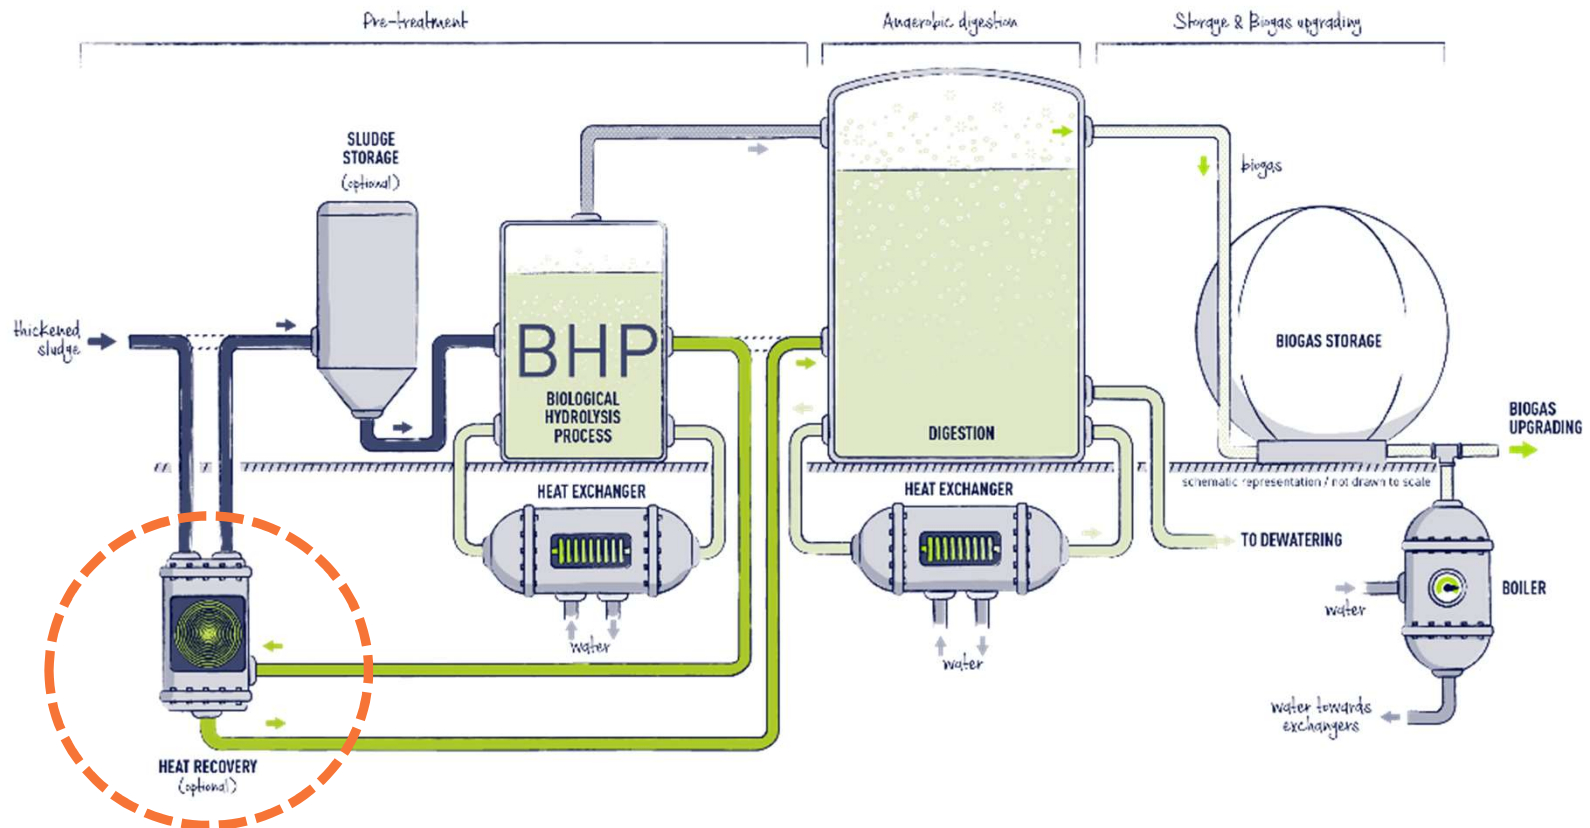 Pre-treatment
Anaerobic digestion
Storage & Biogas upgrading
SLUDGE
STORAGE
(optional)
biogas
thickened
sludge
BHP
BIOLOGICAL
HYDROLYSIS
PROCESS
DIGESTION
BIOGAS STORAGE
BIOGAS
UPGRADING
schematic representation / not drawn to scale
HEAT EXCHANGER
HEAT EXCHANGER
TO DEWATERING
BOILER
water
water
water
water towards
exchangers
HEAT RECOVERY
(optional)